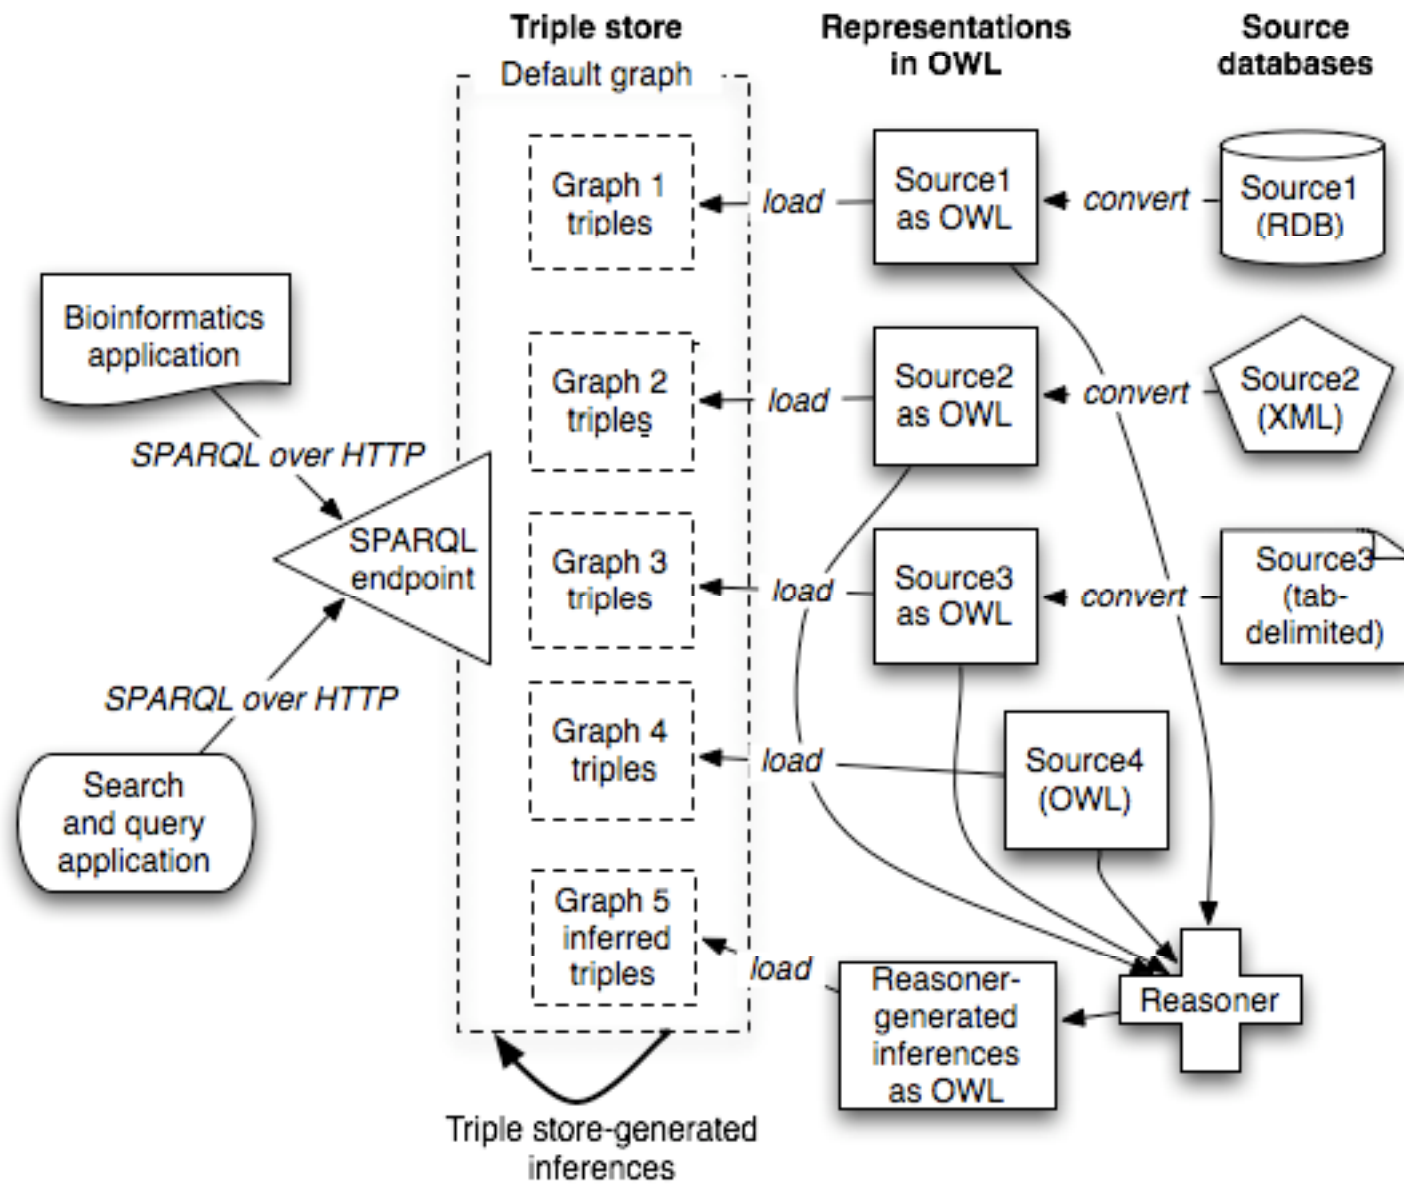 Triple store
Representations
in OWL
Source
databases
Default graph
Graph 1
triples
load
Source1
as OWL
convert
Source1
(RDB)
Bioinformatics
application
Graph 2
triples
load
Source2
as OWL
convert
Source2
(XML)
SPARQL over HTTP
SPARQL
endpoint
Graph 3
triples
load
Source3
as OWL
convert
Source3
(tab-
delimited)
SPARQL over HTTP
Graph 4
triples
load
Source4
(OWL)
Search
and query
application
Graph 5
inferred
triples
load
Reasoner-
generated
inferences
as OWL
Reasoner
Triple store-generated
inferences